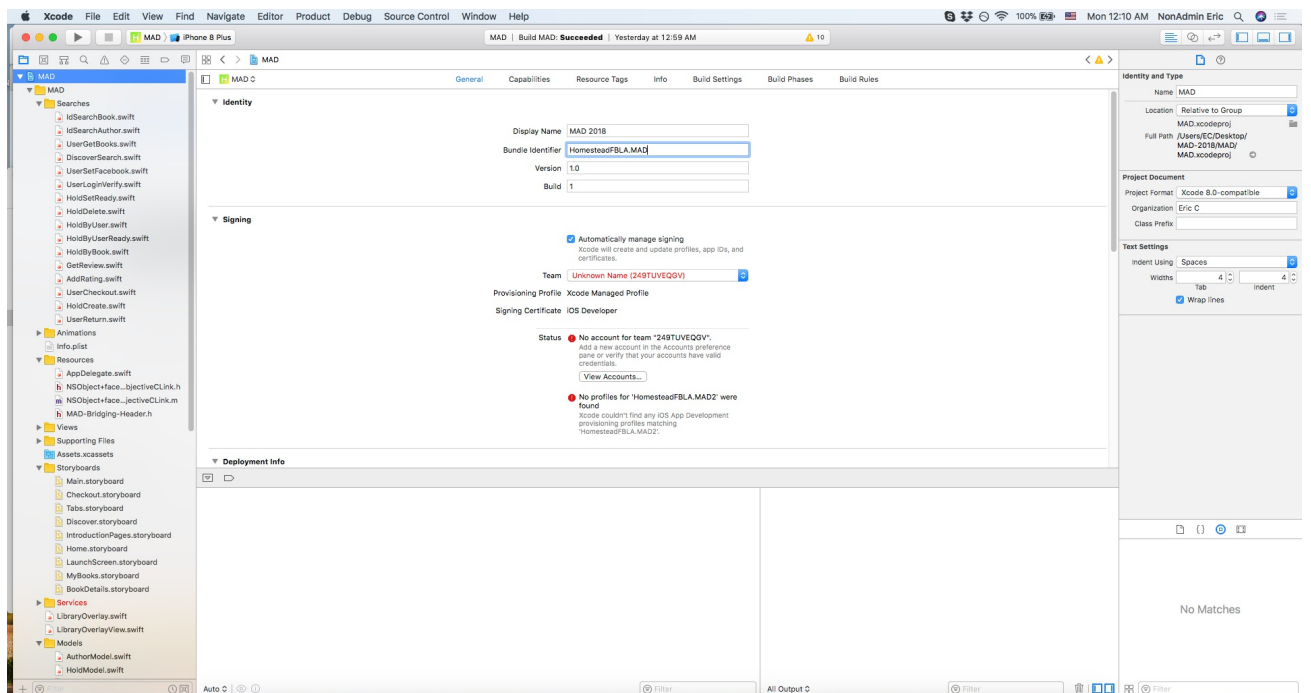 Xcode File Edit View Find Navigate Editor Product Debug Source Control Window Help 100% Mon 12:10 AM NonAdmin Eric
MAD iPhone 8 Plus MAD | Build MAD: Succeeded | Yesterday at 12:59 AM 10
MAD
MAD
MAD
Searches
IdSearchBook.swift
IdSearchAuthor.swift
UserGetBooks.swift
DiscoverSearch.swift
UserSetFacebook.swift
UserLoginVerify.swift
HoldSetReady.swift
HoldDelete.swift
HoldByUser.swift
HoldByUserReady.swift
HoldByBook.swift
GetReview.swift
AddRating.swift
UserCheckout.swift
HoldCreate.swift
UserReturn.swift
Animations
Info.plist
Resources
AppDelegate.swift
NSObject+face...bjectiveCLink.h
NSObject+face...jectiveCLink.m
MAD-Bridging-Header.h
Views
Supporting Files
Assets.xcassets
Storyboards
Main.storyboard
Checkout.storyboard
Tabs.storyboard
Discover.storyboard
IntroductionPages.storyboard
Home.storyboard
LaunchScreen.storyboard
MyBooks.storyboard
BookDetails.storyboard
Services
LibraryOverlay.swift
LibraryOverlayView.swift
Models
AuthorModel.swift
HoldModel.swift
Filter
MAD General Capabilities Resource Tags Info Build Settings Build Phases Build Rules
Identity
Display Name MAD 2018
Bundle Identifier HomesteadFBLA.MAD
Version 1.0
Build 1
Signing
Automatically manage signing
Xcode will create and update profiles, app IDs, and
certificates.
Team Unknown Name (249TUVEQGV)
Provisioning Profile Xcode Managed Profile
Signing Certificate iOS Developer
Status No account for team "249TUVEQGV".
Add a new account in the Accounts preference
pane or verify that your accounts have valid
credentials.
View Accounts...
No profiles for 'HomesteadFBLA.MAD2' were
found
Xcode couldn't find any iOS App Development
provisioning profiles matching
'HomesteadFBLA.MAD2'.
Deployment Info
Auto Filter All Output Filter
Identity and Type
Name MAD
Location Relative to Group
MAD.xcodeproj
Full Path /Users/EC/Desktop/
MAD-2018/MAD/
MAD.xcodeproj
Project Document
Project Format Xcode 8.0-compatible
Organization Eric C
Class Prefix
Text Settings
Indent Using Spaces
Widths 4 4
Tab Indent
Wrap lines
No Matches
Filter